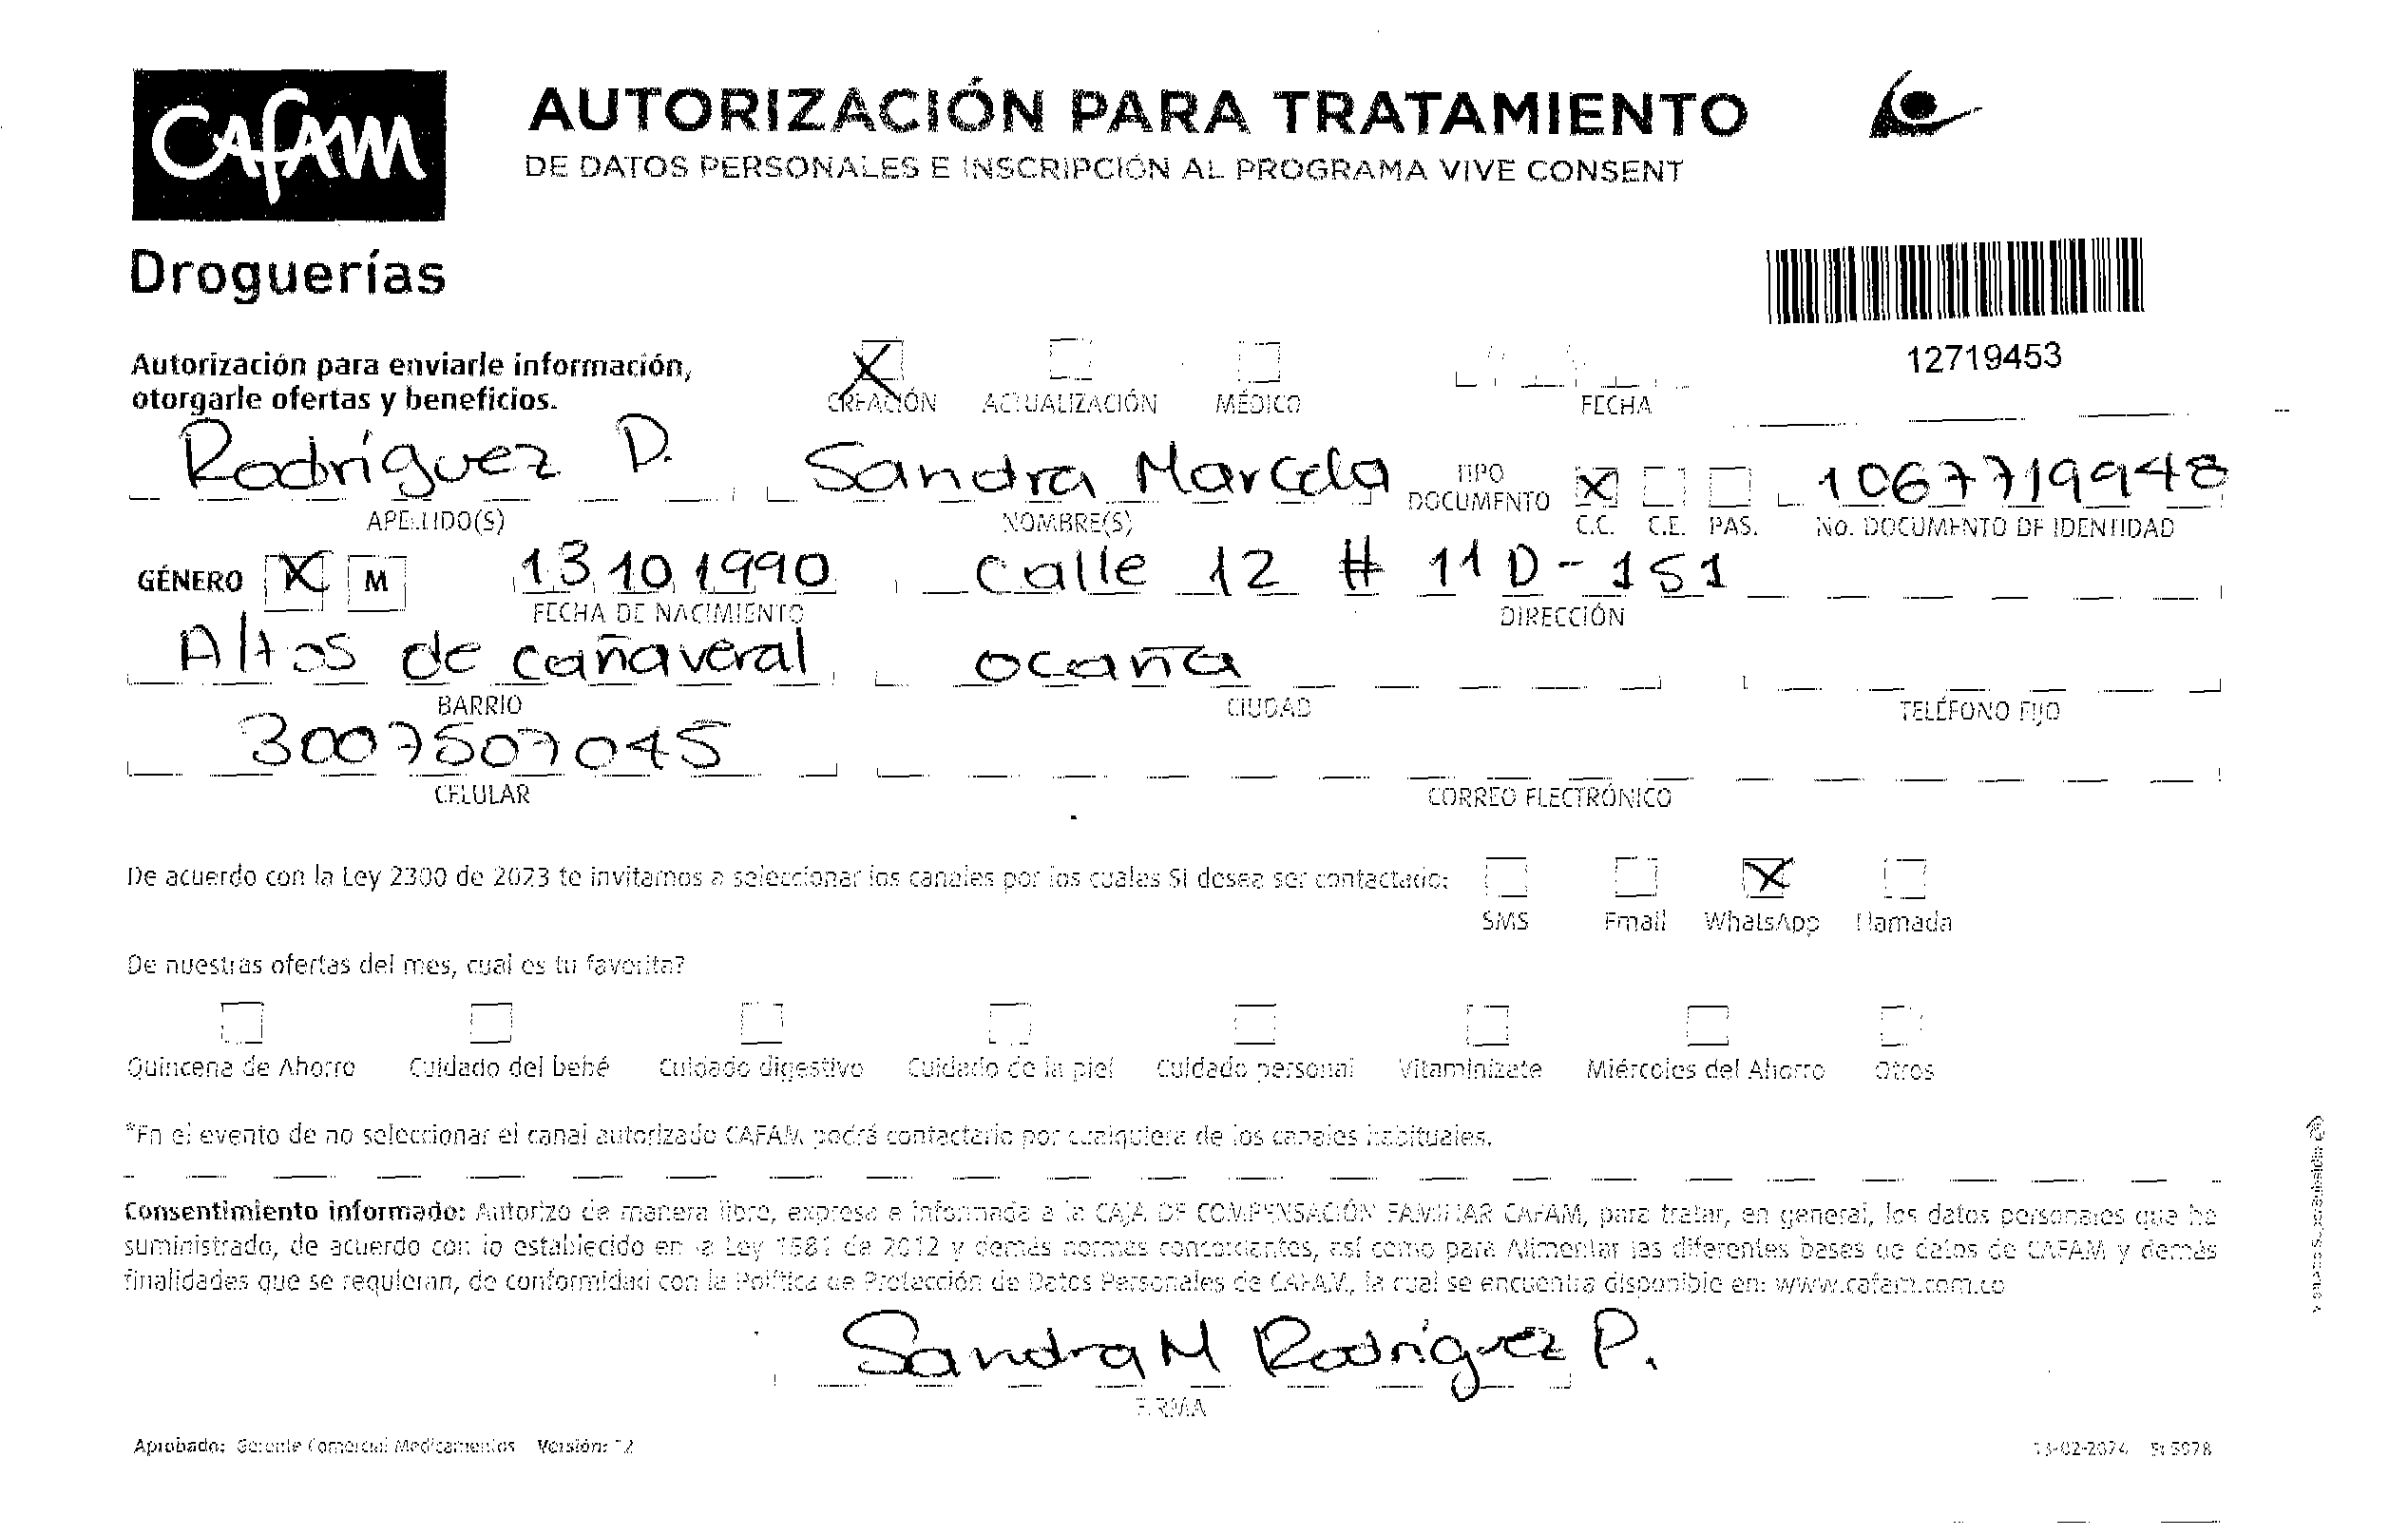 CAFAM
AUTORIZACIÓN PARA TRATAMIENTO
DE DATOS PERSONALES E INSCRIPCIÓN AL PROGRAMA VIVE CONSENT
Droguerías
12719453
Autorización para enviarle información,
otorgarle ofertas y beneficios.
CREACIÓN ACTUALIZACIÓN MÉDICO FECHA
Rodríguez P. Sandra Marcela TIPO DOCUMENTO X 1067719948
APELLIDO(S) NOMBRE(S) C.C. C.E. PAS. No. DOCUMENTO DE IDENTIDAD
GÉNERO X M 13 10 1990 Calle 12 # 11 D - 151
FECHA DE NACIMIENTO DIRECCIÓN
Altos de cañaveral ocaña
BARRIO CIUDAD TELÉFONO FIJO
3007507045
CELULAR CORREO ELECTRÓNICO
De acuerdo con la Ley 2300 de 2023 te invitamos a seleccionar los canales por los cuales SI desea ser contactado: X
SMS Email WhatsApp Llamada
De nuestras ofertas del mes, cual es tu favorita?
Quincena de Ahorro Cuidado del bebé Cuidado digestivo Cuidado de la piel Cuidado personal Vitaminízate Miércoles del Ahorro Otros
*En el evento de no seleccionar el canal autorizado CAFAM podrá contactarlo por cualquiera de los canales habituales.
Consentimiento informado: Autorizo de manera libre, expresa e informada a la CAJA DE COMPENSACIÓN FAMILIAR CAFAM, para tratar, en general, los datos personales que he
suministrado, de acuerdo con lo establecido en la Ley 1581 de 2012 y demás normas concordantes, así como para Alimentar las diferentes bases de datos de CAFAM y demás
finalidades que se requieran, de conformidad con la Política de Protección de Datos Personales de CAFAM, la cual se encuentra disponible en: www.cafam.com.co
Sandra M Rodríguez P.
FIRMA
Aprobado: Gerente Comercial Medicamentos Versión: 12
13-02-2024